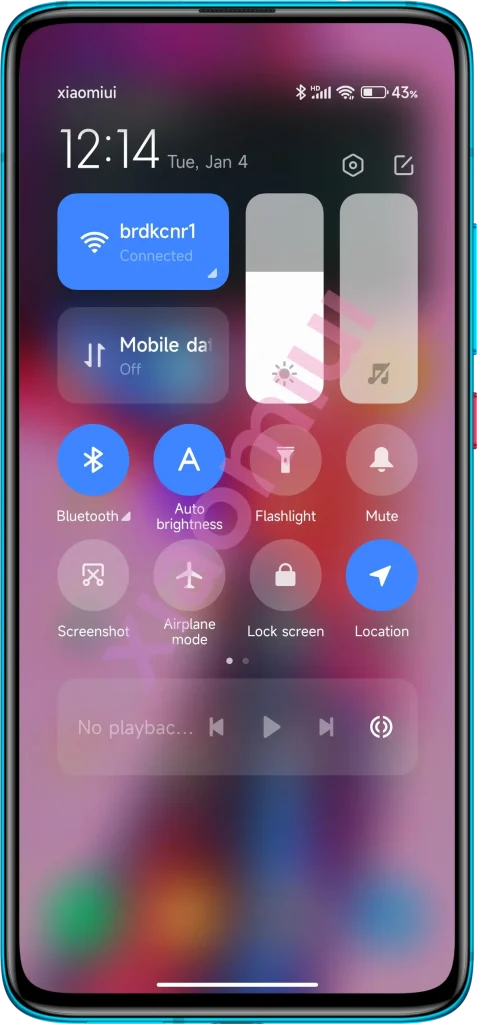 xiaomiui
HD 43%
12:14 Tue, Jan 4
brdkcnr1
Connected
Mobile dat
Off
A
Bluetooth
Auto
brightness
Flashlight
Mute
Screenshot
Airplane
mode
Lock screen
Location
No playbac...
xiaomiui